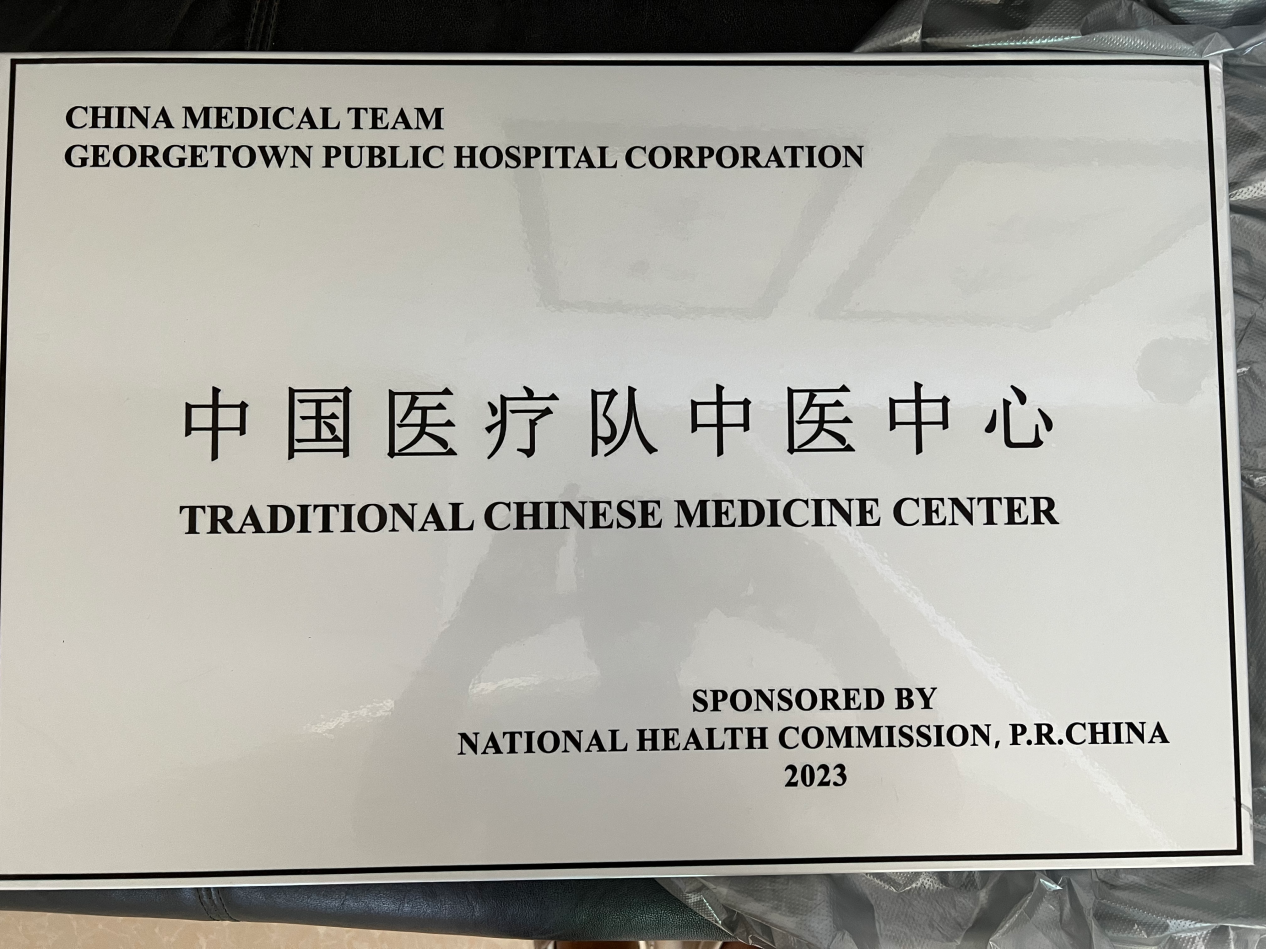 CHINA MEDICAL TEAM
GEORGETOWN PUBLIC HOSPITAL CORPORATION
中国医疗队中医中心
TRADITIONAL CHINESE MEDICINE CENTER
SPONSORED BY
NATIONAL HEALTH COMMISSION, P.R.CHINA
2023